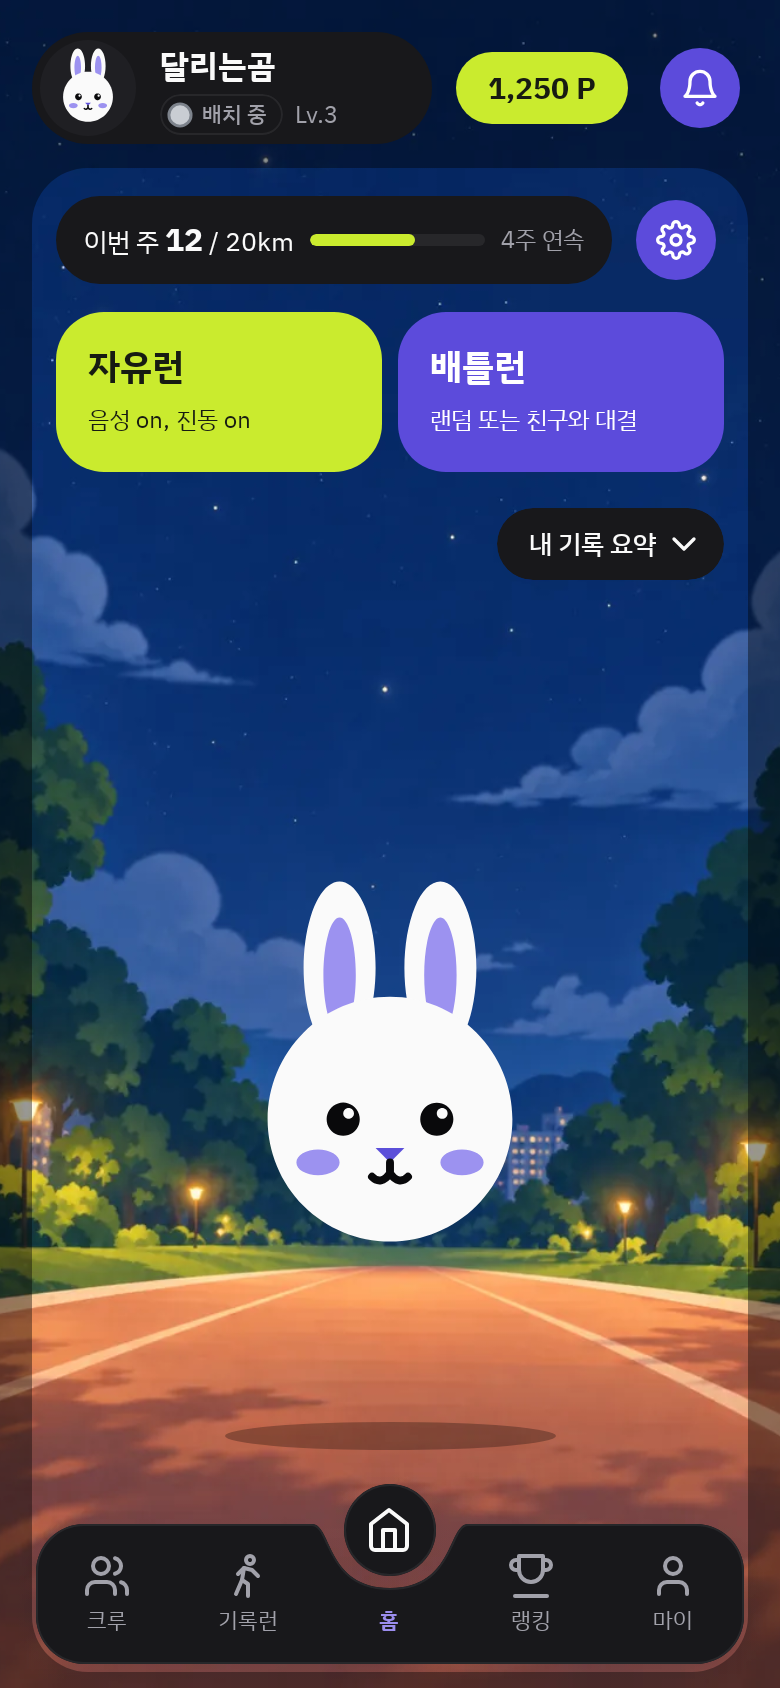 달리는곰
1,250 P
배치 중 Lv.3
이번 주 12 / 20km 4주 연속
자유런
음성 on, 진동 on
배틀런
랜덤 또는 친구와 대결
내 기록 요약
크루 기록런 홈 랭킹 마이